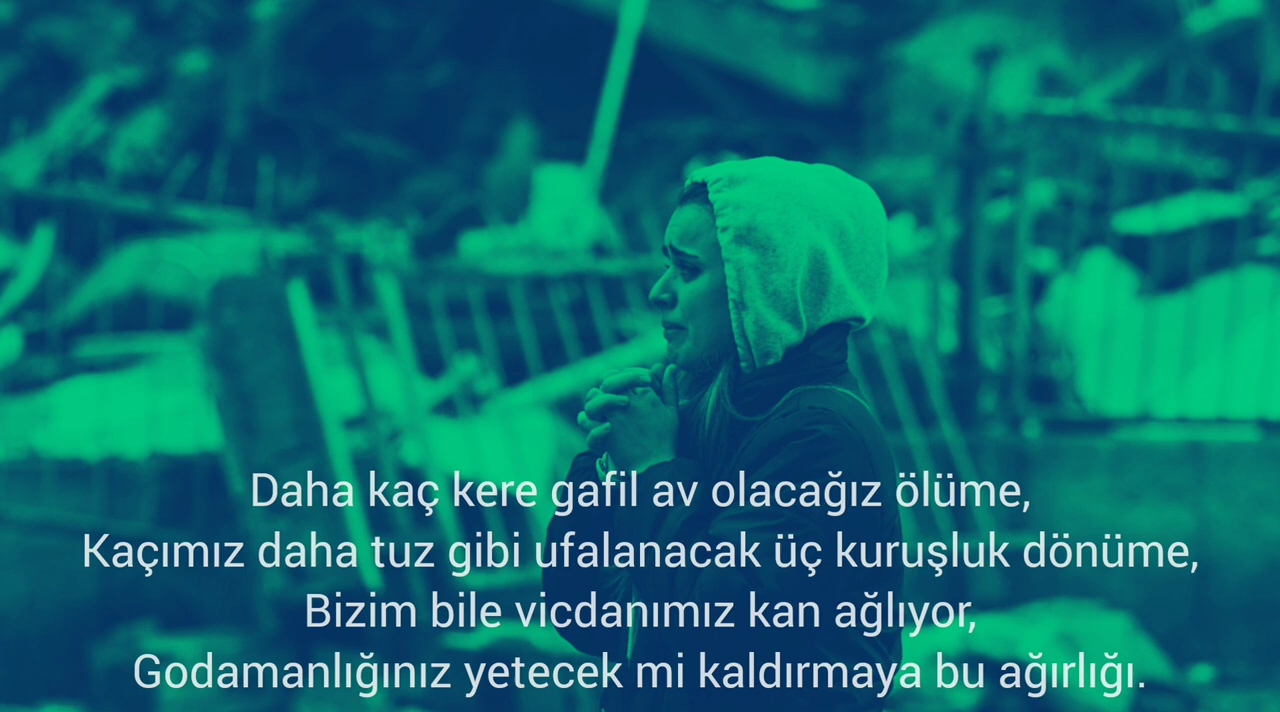 Daha kaç kere gafil av olacağız ölüme,
Kaçımız daha tuz gibi ufalanacak üç kuruşluk dönüme,
Bizim bile vicdanımız kan ağlıyor,
Godamanlığınız yetecek mi kaldırmaya bu ağırlığı.